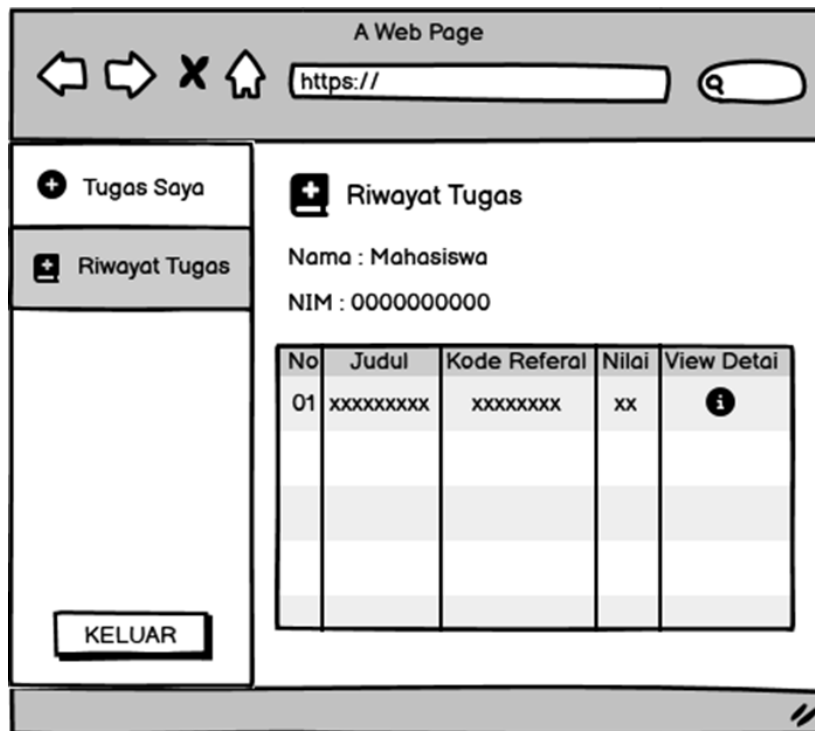 A Web Page
https://
Tugas Saya
Riwayat Tugas
KELUAR
Riwayat Tugas
Nama : Mahasiswa
NIM : 0000000000
No Judul Kode Referal Nilai View Detai
01 xxxxxxxxx xxxxxxxx xx